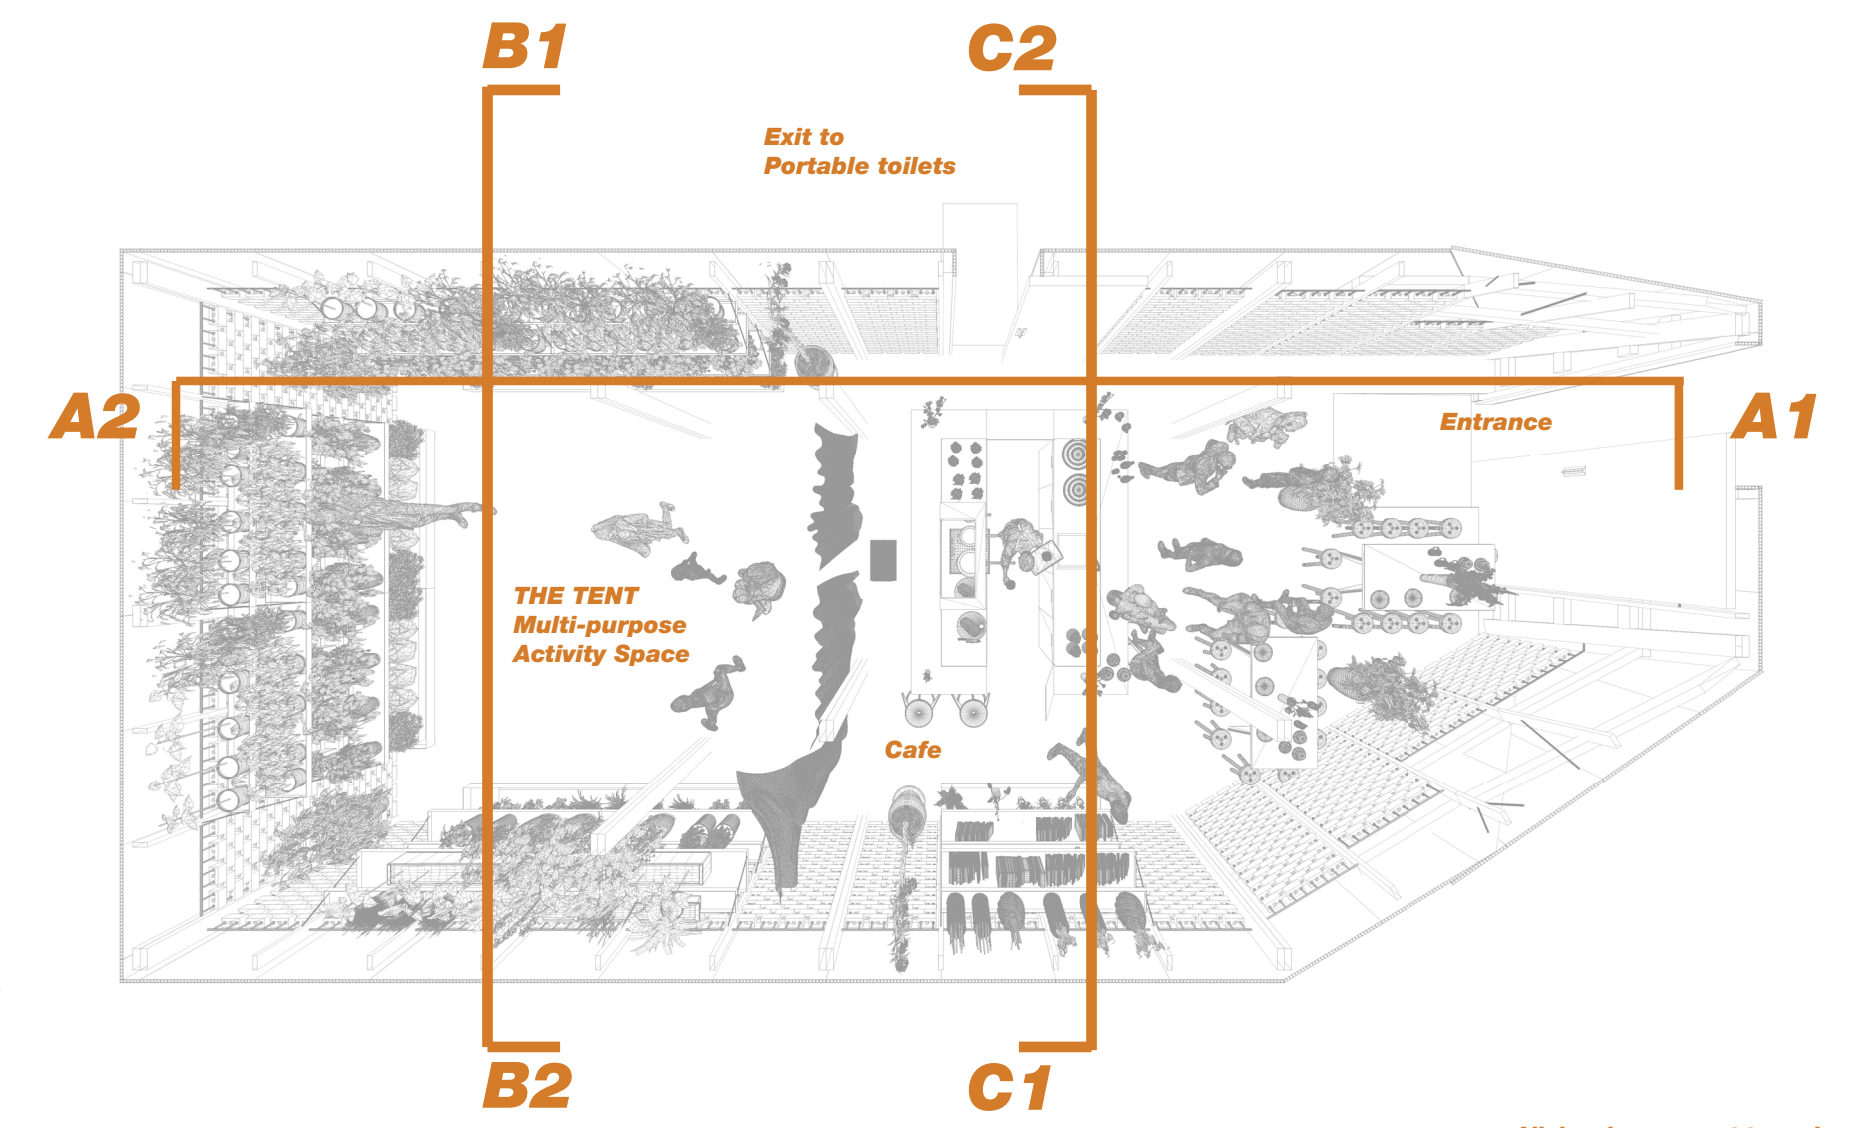 B1
C2
Exit to
Portable toilets
A2
A1
Entrance
THE TENT
Multi-purpose
Activity Space
Cafe
B2
C1